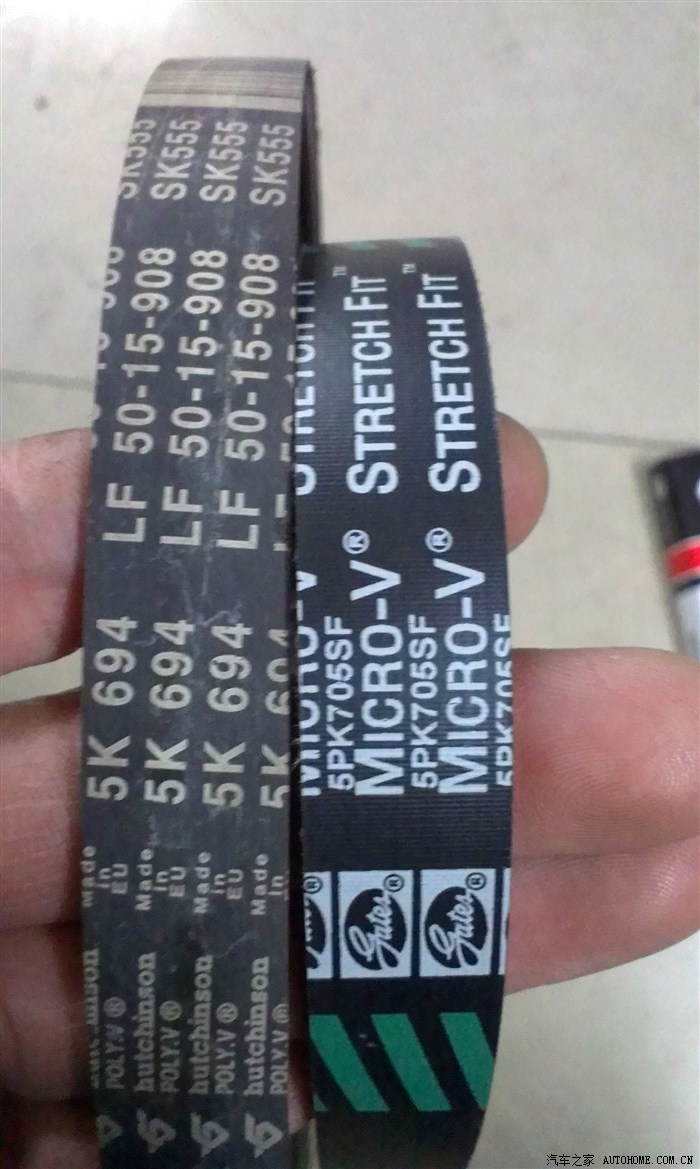 hutchinson
POLY.V ®
Made
In
EU
5K 694 LF 50-15-908 SK555
hutchinson
POLY.V ®
Made
In
EU
5K 694 LF 50-15-908 SK555
hutchinson
POLY.V ®
Made
In
EU
5K 694 LF 50-15-908 SK555
Gates ®
MICRO-V® STRETCH FIT™
5PK705SF
Gates ®
MICRO-V® STRETCH FIT™
5PK705SF
汽车之家 AUTOHOME.COM.CN